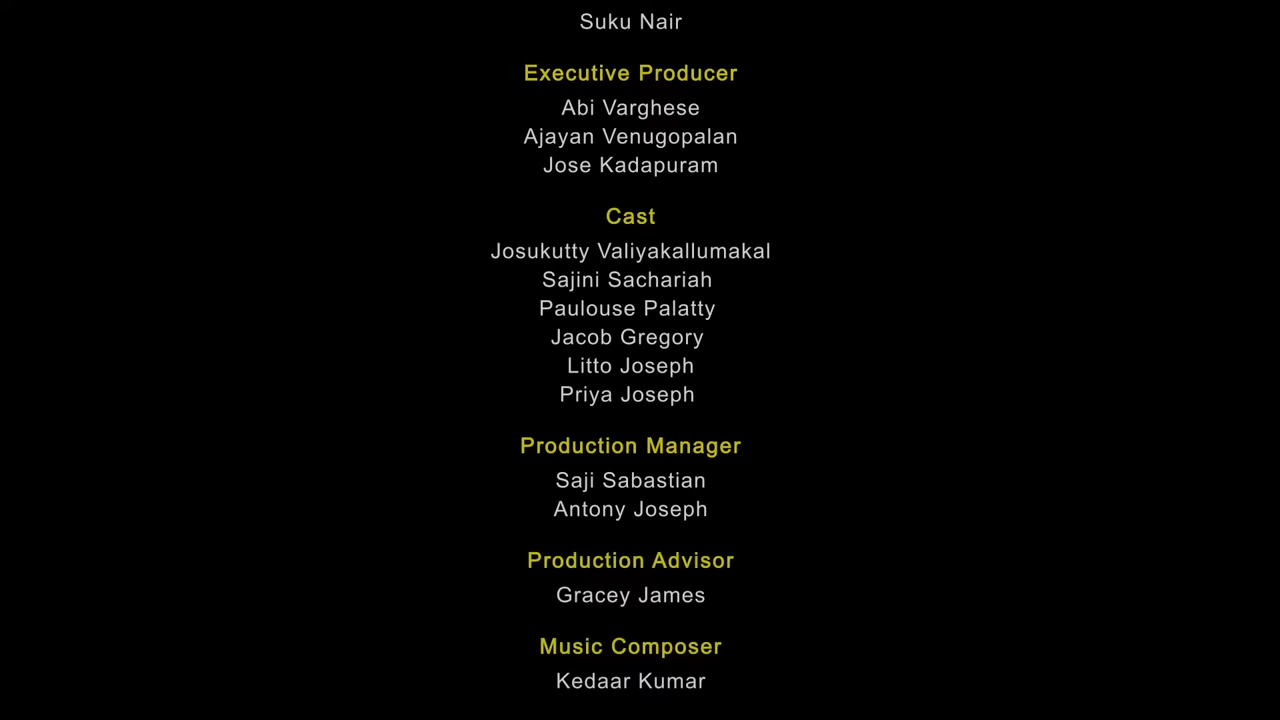 Suku Nair
Executive Producer
Abi Varghese
Ajayan Venugopalan
Jose Kadapuram
Cast
Josukutty Valiyakallumakal
Sajini Sachariah
Paulouse Palatty
Jacob Gregory
Litto Joseph
Priya Joseph
Production Manager
Saji Sabastian
Antony Joseph
Production Advisor
Gracey James
Music Composer
Kedaar Kumar